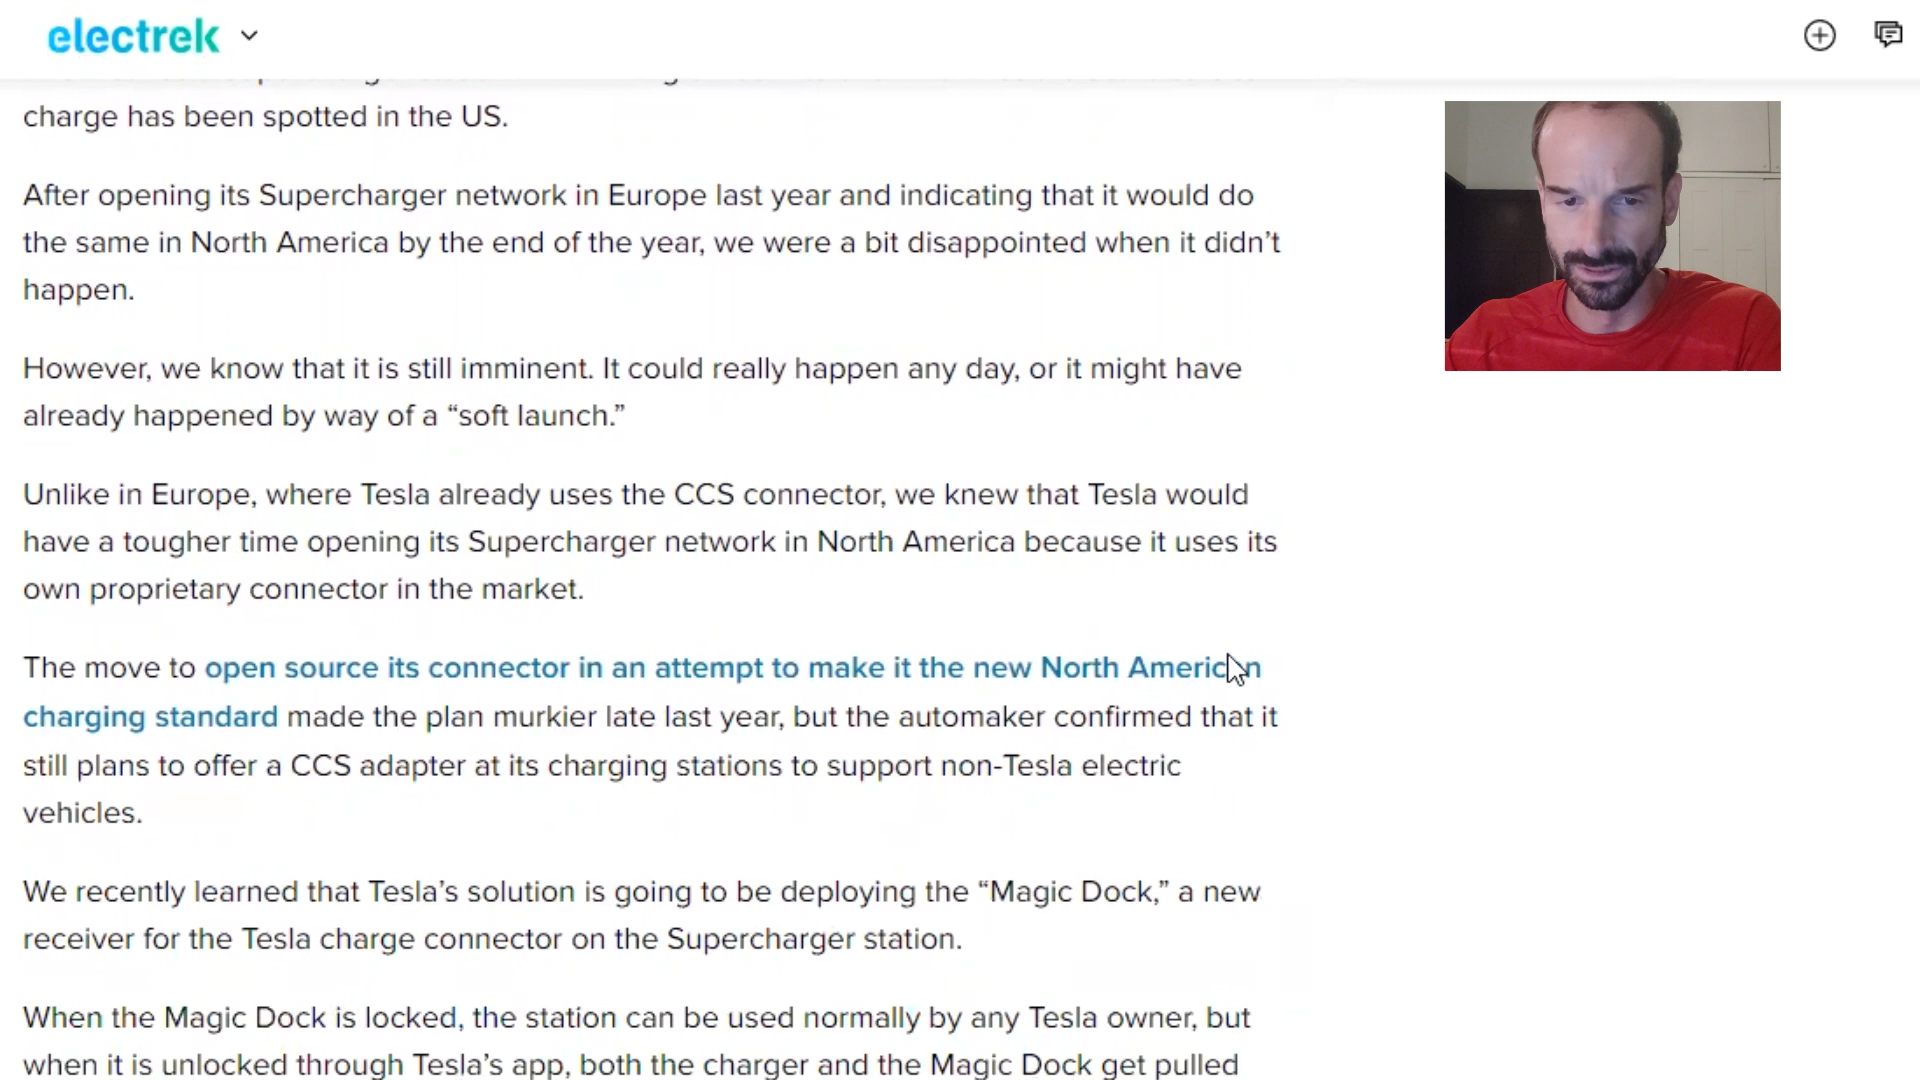 electrek
charge has been spotted in the US.
After opening its Supercharger network in Europe last year and indicating that it would do
the same in North America by the end of the year, we were a bit disappointed when it didn’t
happen.
However, we know that it is still imminent. It could really happen any day, or it might have
already happened by way of a “soft launch.”
Unlike in Europe, where Tesla already uses the CCS connector, we knew that Tesla would
have a tougher time opening its Supercharger network in North America because it uses its
own proprietary connector in the market.
The move to open source its connector in an attempt to make it the new North American
charging standard made the plan murkier late last year, but the automaker confirmed that it
still plans to offer a CCS adapter at its charging stations to support non-Tesla electric
vehicles.
We recently learned that Tesla’s solution is going to be deploying the “Magic Dock,” a new
receiver for the Tesla charge connector on the Supercharger station.
When the Magic Dock is locked, the station can be used normally by any Tesla owner, but
when it is unlocked through Tesla’s app, both the charger and the Magic Dock get pulled